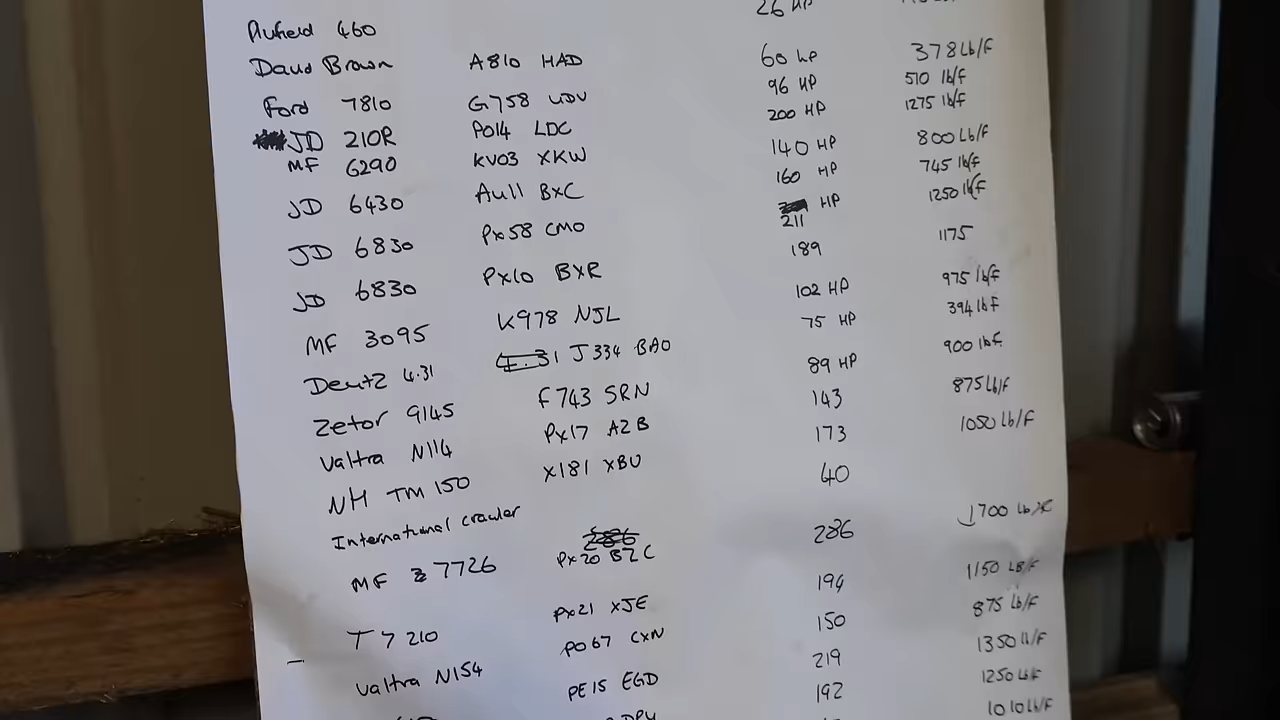 Nuffield 460 26 HP
David Brown A810 HAD 60 hp 378 Lb/F
Ford 7810 G758 UDV 96 HP 510 lb/f
JD 210R PO14 LDC 200 HP 1275 lb/f
MF 6290 KV03 XKW 140 HP 800 Lb/F
JD 6430 AU11 BXC 160 HP 745 lb/f
JD 6830 PX58 CMO 211 HP 1250 lb/f
JD 6830 PX10 BXR 189 1175
MF 3095 K978 NJL 102 HP 975 lb/f
Deutz 4.31 J334 BAO 75 HP 394 lbf
Zetor 9145 F743 SRN 89 HP 900 lbf
Valtra N114 PX17 AZB 143 875 Lb/f
NH TM 150 X181 XBU 173 1050 Lb/F
International crawler 40
MF 7726 PX20 BZC 286 1700 Lb/
T7 210 PX21 XJE 194 1150 LB/F
Valtra N154 PO67 CXN 150 875 Lb/F
PE15 EGD 219 1350 lb/F
192 1250 Lb/F
1010 Lb/F